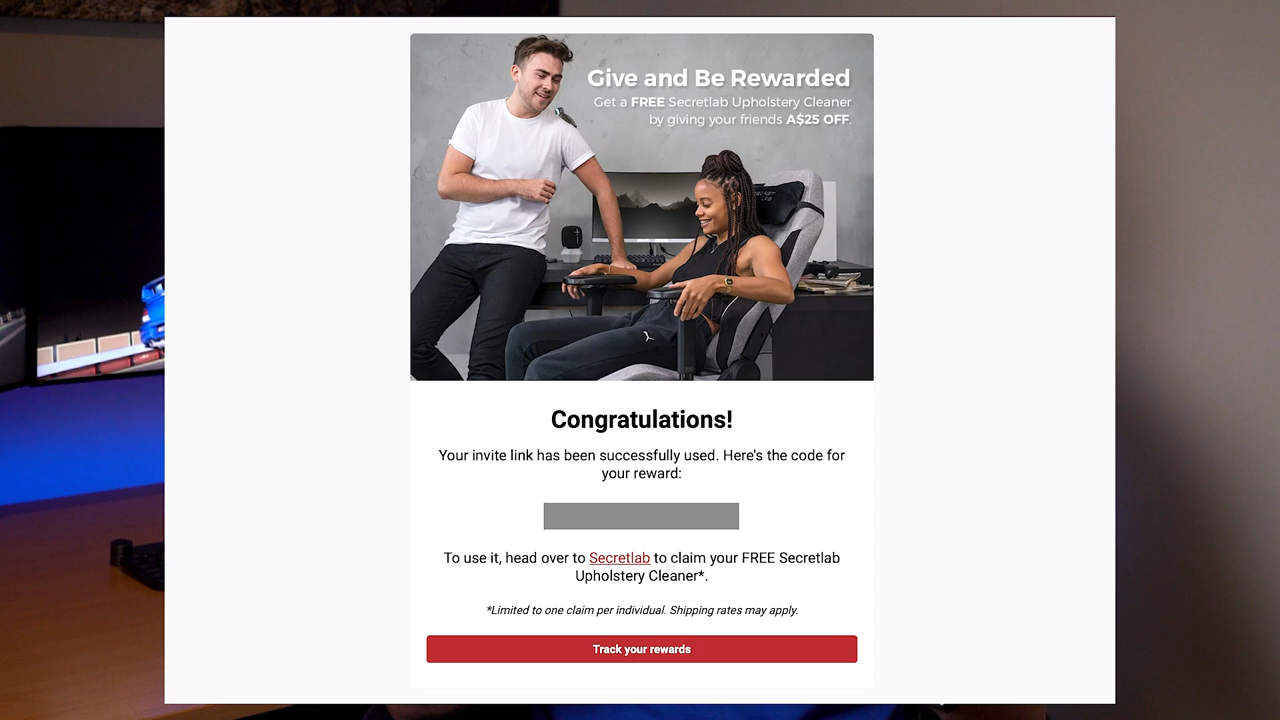 Give and Be Rewarded
Get a FREE Secretlab Upholstery Cleaner
by giving your friends A$25 OFF.
Congratulations!
Your invite link has been successfully used. Here's the code for
your reward:
To use it, head over to Secretlab to claim your FREE Secretlab
Upholstery Cleaner*.
*Limited to one claim per individual. Shipping rates may apply.
Track your rewards